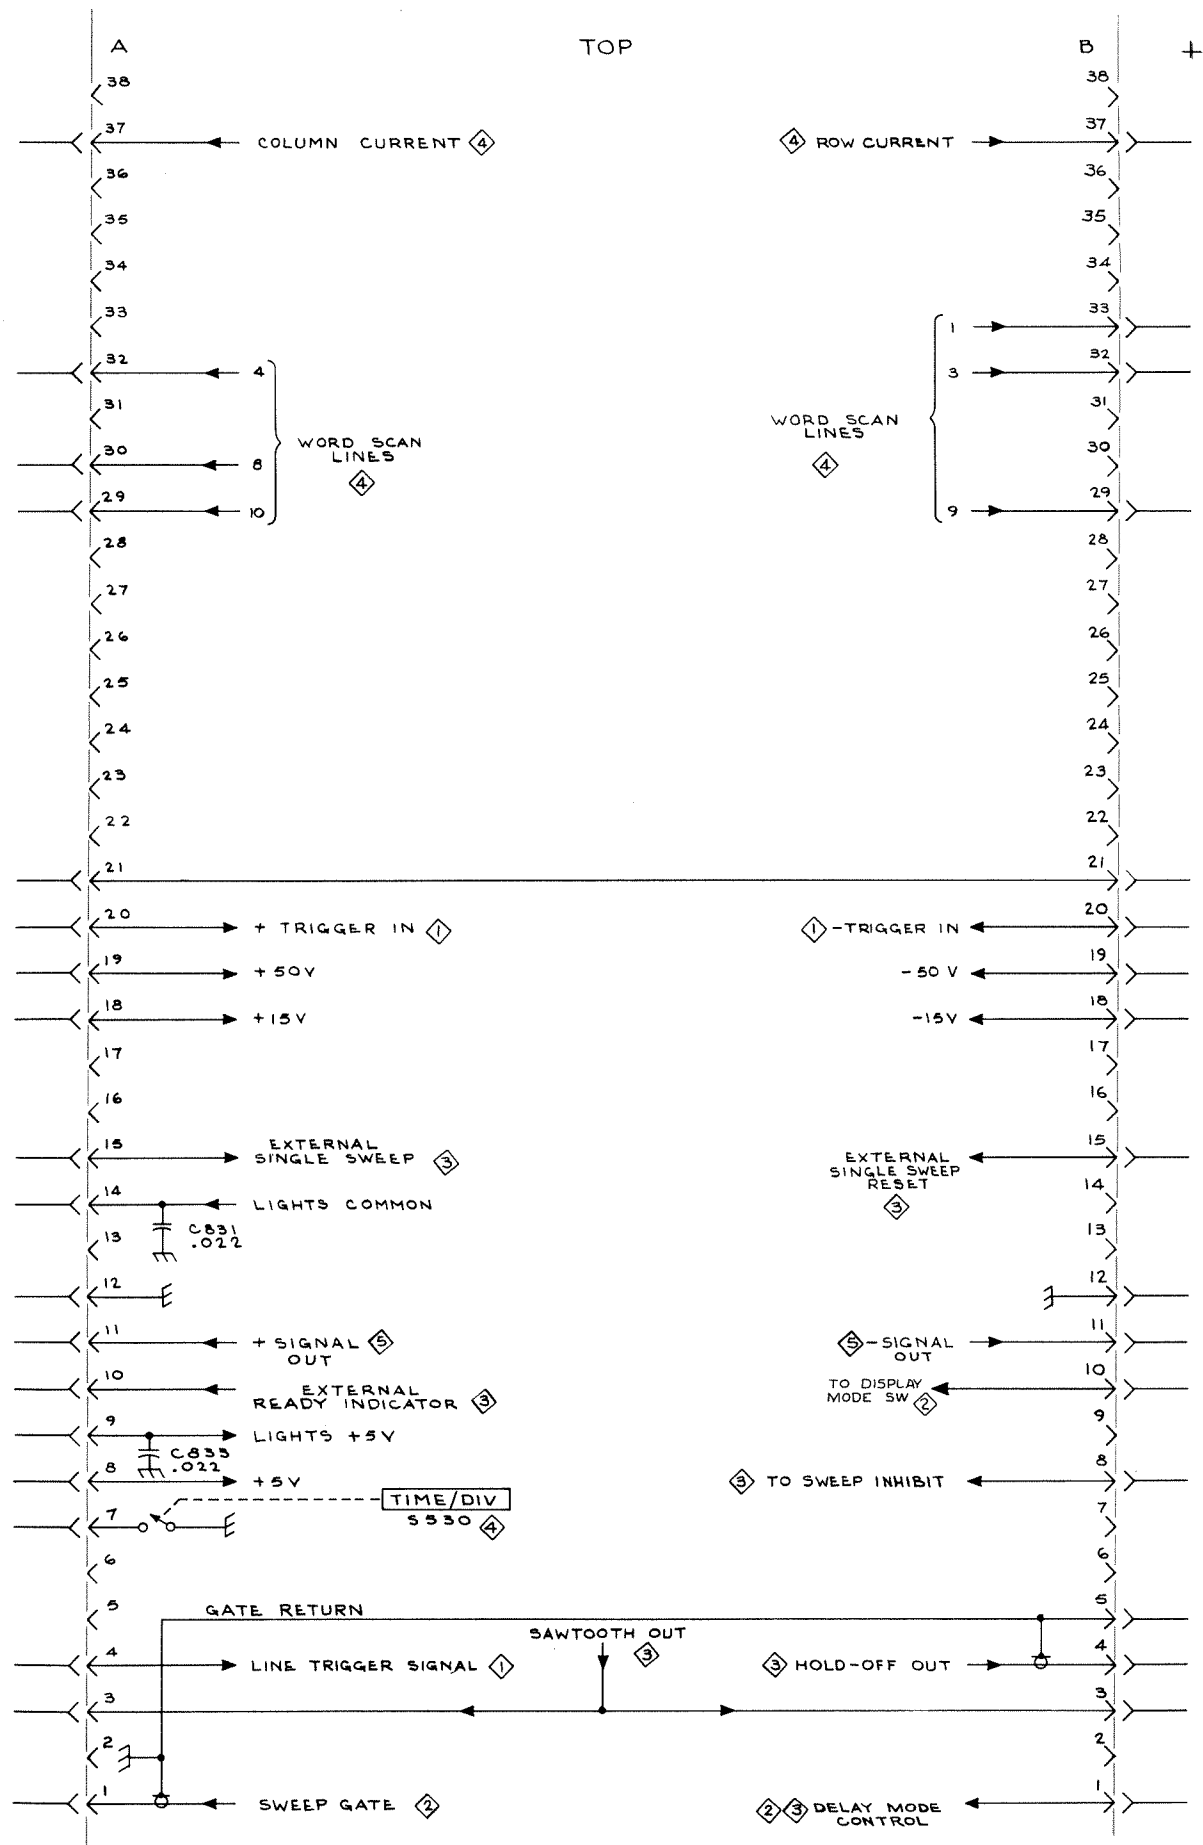 A TOP B +
38 38
37 COLUMN CURRENT 4 4 ROW CURRENT 37
36 36
35 35
34 34
33 1 33
32 4 3 32
31 31
WORD SCAN
LINES
4
WORD SCAN
LINES
4
30 8 30
29 10 9 29
28 28
27 27
26 26
25 25
24 24
23 23
22 22
21 21
20 + TRIGGER IN 1 1 -TRIGGER IN 20
19 +50V -50 V 19
18 +15V -15V 18
17 17
16 16
15 EXTERNAL
SINGLE SWEEP 3
EXTERNAL
SINGLE SWEEP
RESET
3
15
14 LIGHTS COMMON 14
C831
.022
13 13
12 12
11 + SIGNAL 5
OUT
5 -SIGNAL
OUT
11
10 EXTERNAL
READY INDICATOR 3
TO DISPLAY
MODE SW 2
10
9 LIGHTS +5V 9
C833
.022
8 +5V 3 TO SWEEP INHIBIT 8
TIME/DIV
S530 4
7 7
6 6
5 GATE RETURN 5
SAWTOOTH OUT
3
4 LINE TRIGGER SIGNAL 1 3 HOLD-OFF OUT 4
3 3
2 2
1 SWEEP GATE 2 2 3 DELAY MODE
CONTROL
1